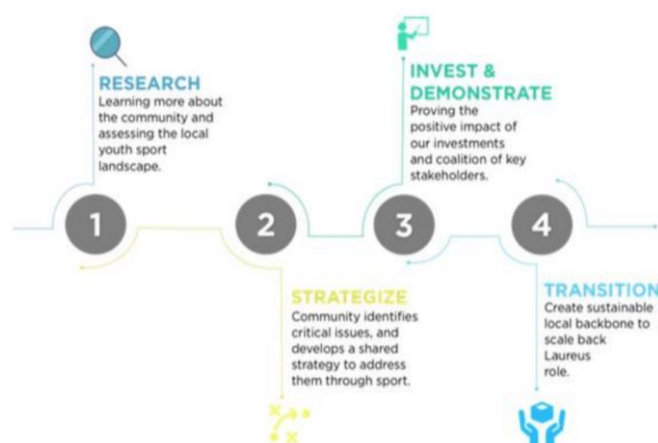 1
RESEARCH
Learning more about
the community and
assessing the local
youth sport
landscape.
2
STRATEGIZE
Community identifies
critical issues, and
develops a shared
strategy to address
them through sport.
3
INVEST &
DEMONSTRATE
Proving the
positive impact of
our investments
and coalition of key
stakeholders.
4
TRANSITION
Create sustainable
local backbone to
scale back
Laureus
role.